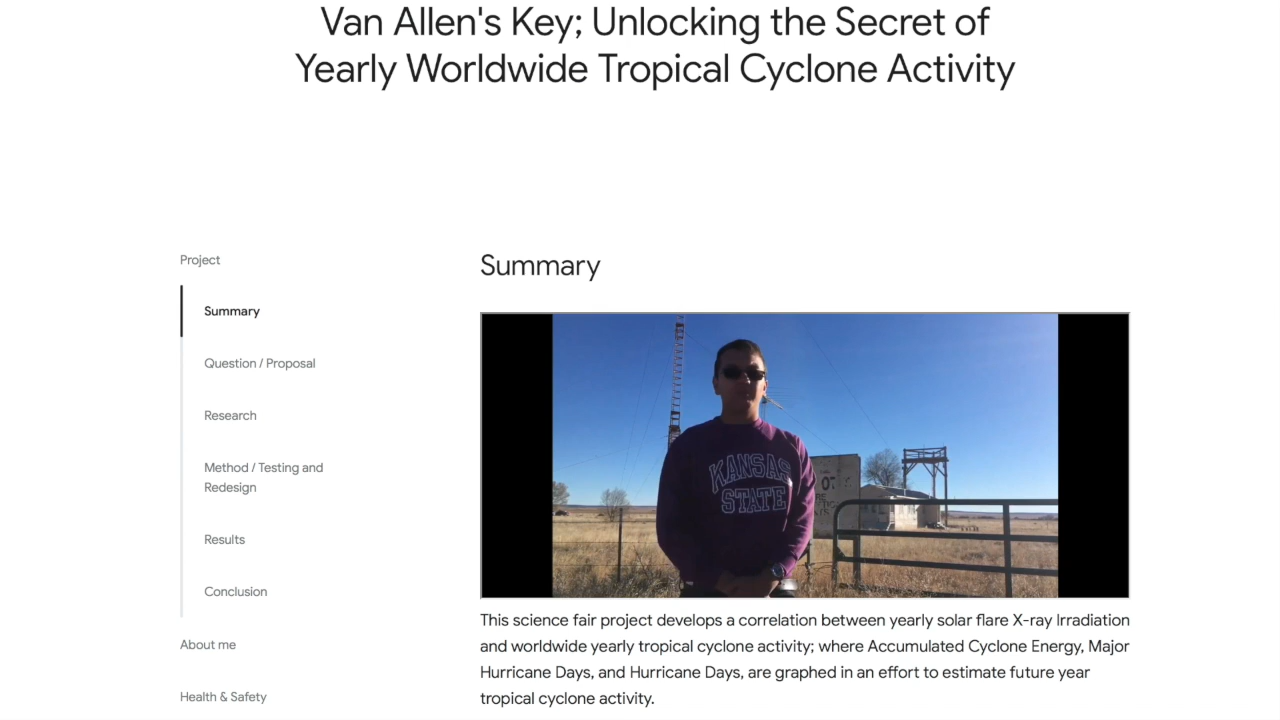 Van Allen's Key; Unlocking the Secret of
Yearly Worldwide Tropical Cyclone Activity
Project
Summary
Question / Proposal
Research
Method / Testing and
Redesign
Results
Conclusion
About me
Health & Safety
Summary
KANSAS
STATE
This science fair project develops a correlation between yearly solar flare X-ray Irradiation
and worldwide yearly tropical cyclone activity; where Accumulated Cyclone Energy, Major
Hurricane Days, and Hurricane Days, are graphed in an effort to estimate future year
tropical cyclone activity.